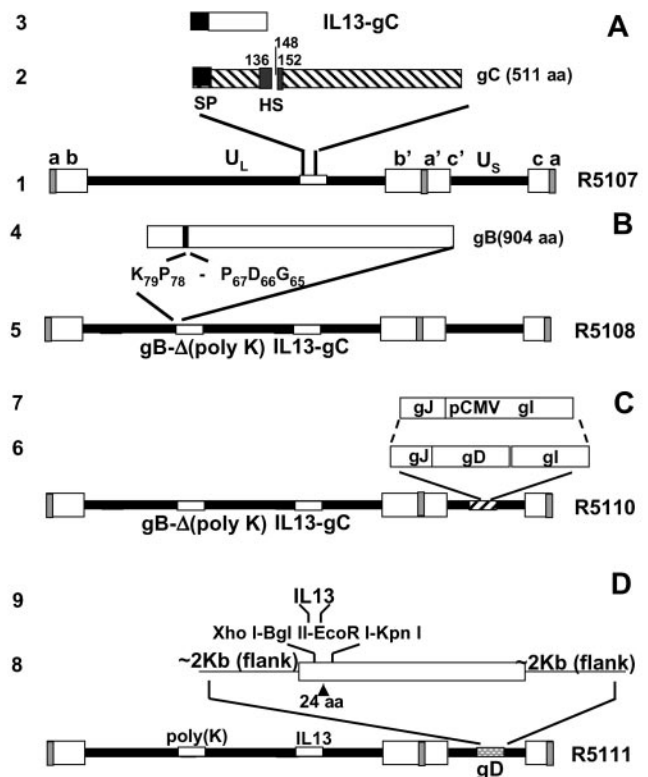 3 IL13-gC A
148
136 152
2 gC (511 aa)
SP HS
a b U_L b' a' c' U_S c a
1 R5107
B
4 gB(904 aa)
K79P78 - P67D66G65
5 R5108
gB-Δ(poly K) IL13-gC
7 gJ pCMV gI C
6 gJ gD gI
R5110
gB-Δ(poly K) IL13-gC
D
9 IL13
Xho I-Bgl II-EcoR I-Kpn I
8 ~2Kb (flank) ~2Kb (flank)
24 aa
poly(K) IL13
R5111
gD